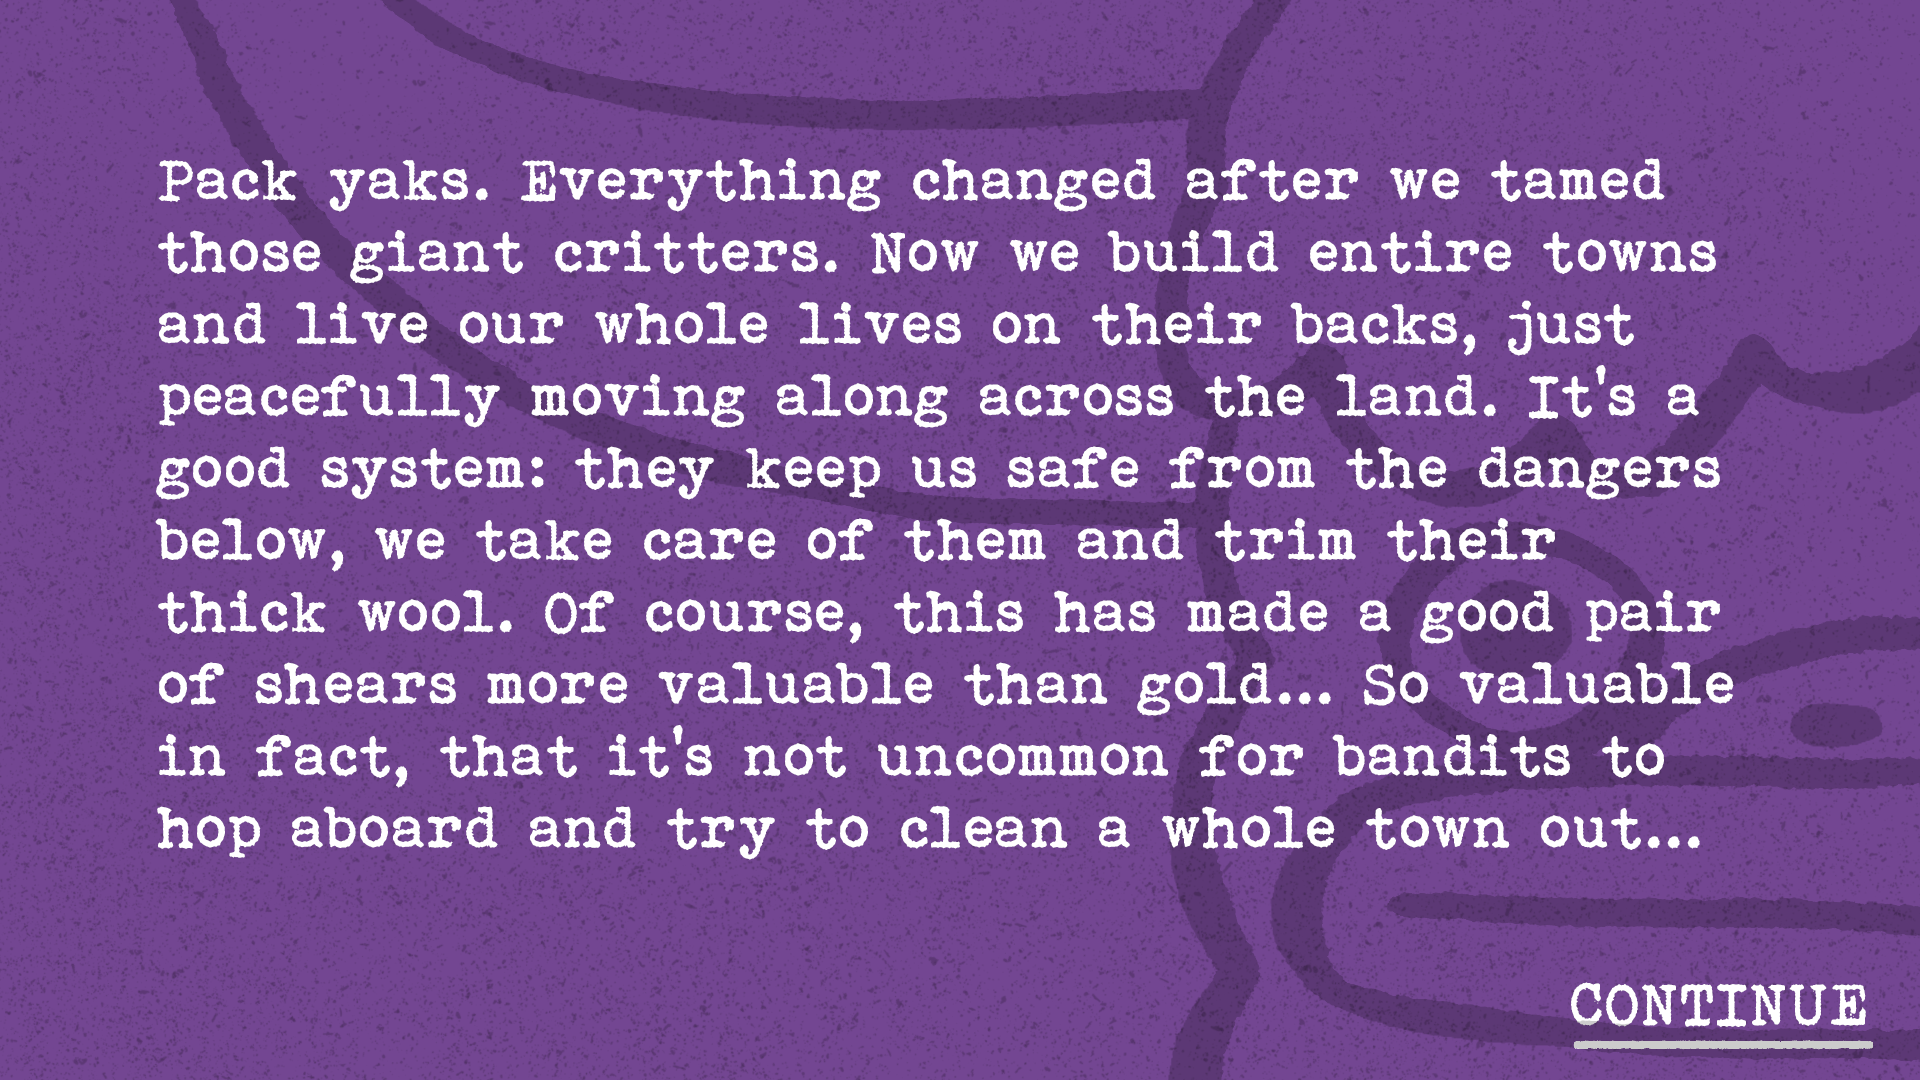 Pack yaks. Everything changed after we tamed
those giant critters. Now we build entire towns
and live our whole lives on their backs, just
peacefully moving along across the land. It's a
good system: they keep us safe from the dangers
below, we take care of them and trim their
thick wool. Of course, this has made a good pair
of shears more valuable than gold... So valuable
in fact, that it's not uncommon for bandits to
hop aboard and try to clean a whole town out...
CONTINUE